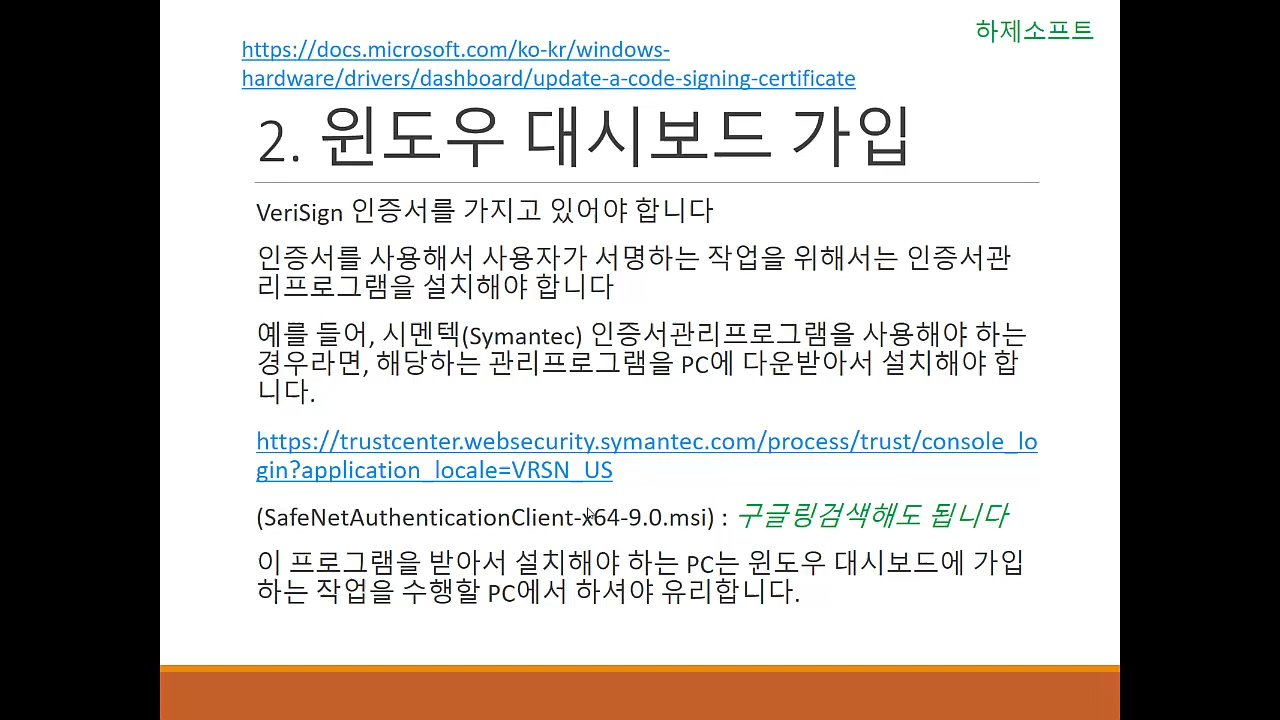 하제소프트
https://docs.microsoft.com/ko-kr/windows-
hardware/drivers/dashboard/update-a-code-signing-certificate
2. 윈도우 대시보드 가입
VeriSign 인증서를 가지고 있어야 합니다
인증서를 사용해서 사용자가 서명하는 작업을 위해서는 인증서관
리프로그램을 설치해야 합니다
예를 들어, 시멘텍(Symantec) 인증서관리프로그램을 사용해야 하는
경우라면, 해당하는 관리프로그램을 PC에 다운받아서 설치해야 합
니다.
https://trustcenter.websecurity.symantec.com/process/trust/console_lo
gin?application_locale=VRSN_US
(SafeNetAuthenticationClient-x64-9.0.msi) : 구글링검색해도 됩니다
이 프로그램을 받아서 설치해야 하는 PC는 윈도우 대시보드에 가입
하는 작업을 수행할 PC에서 하셔야 유리합니다.